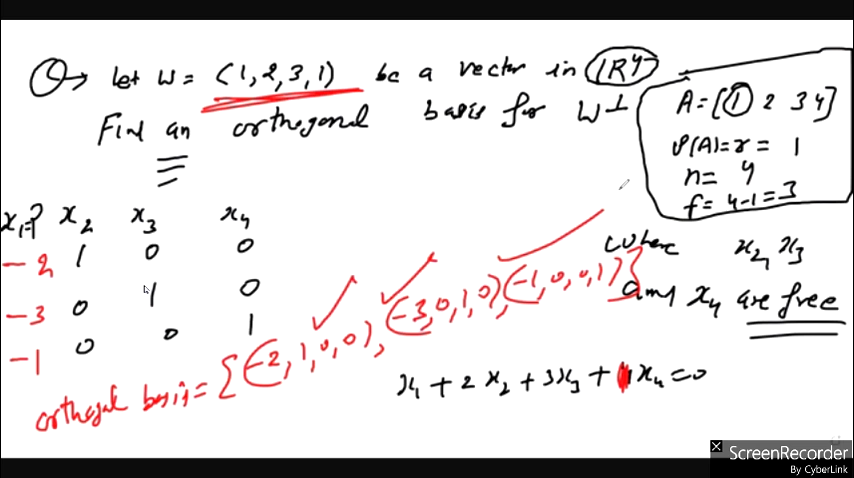 Q→ let W = (1, 2, 3, 1) be a vector in IR4
Find an orthogonal basis for W⊥
A = [1 2 3 4]
ρ(A) = r = 1
n = 4
f = 4-1 = 3
x1=? x2 x3 x4
-2 1 0 0
-3 0 1 0
-1 0 0 1
where x2, x3
and x4 are free
orthogal basis = {(-2, 1, 0, 0), (-3, 0, 1, 0), (-1, 0, 0, 1)}
x1 + 2x2 + 3x3 + 1x4 = 0
ScreenRecorder
By CyberLink